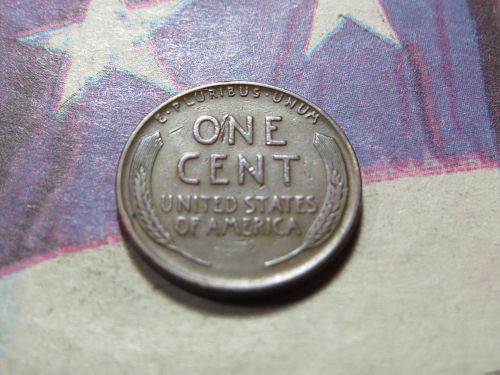 E·PLURIBUS·UNUM
ONE
CENT
UNITED STATES
OF AMERICA